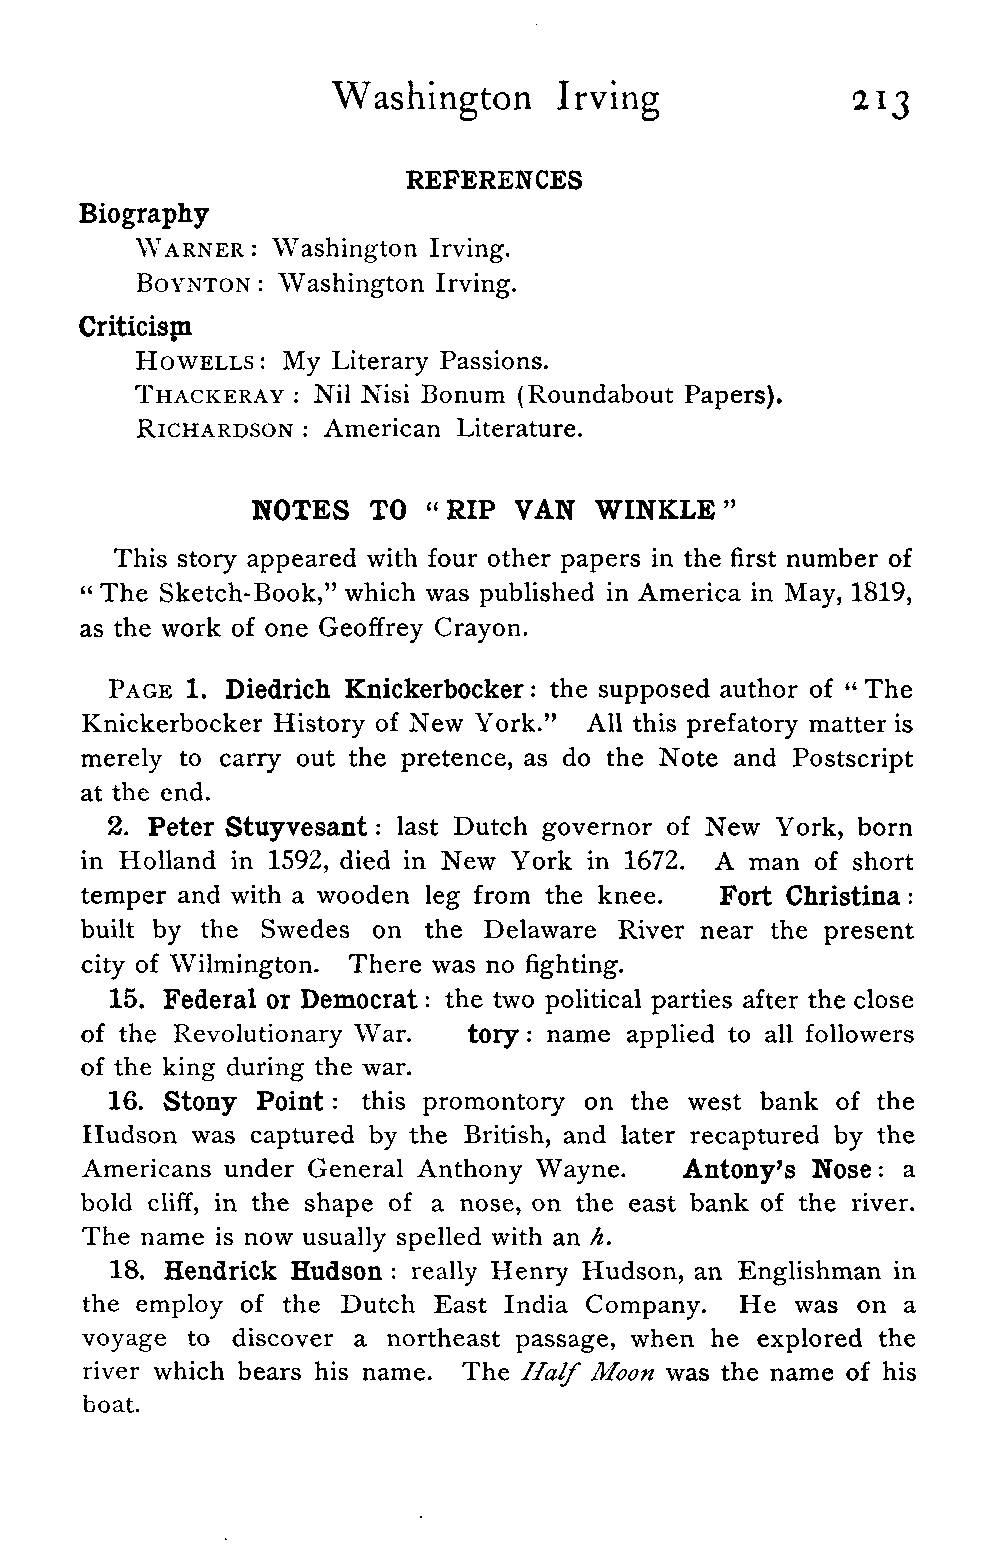 Washington Irving 213
REFERENCES
Biography
WARNER: Washington Irving.
BOYNTON: Washington Irving.
Criticism
HOWELLS: My Literary Passions.
THACKERAY: Nil Nisi Bonum (Roundabout Papers).
RICHARDSON: American Literature.
NOTES TO "RIP VAN WINKLE"
This story appeared with four other papers in the first number of
"The Sketch-Book," which was published in America in May, 1819,
as the work of one Geoffrey Crayon.
PAGE 1. Diedrich Knickerbocker: the supposed author of "The
Knickerbocker History of New York." All this prefatory matter is
merely to carry out the pretence, as do the Note and Postscript
at the end.
2. Peter Stuyvesant: last Dutch governor of New York, born
in Holland in 1592, died in New York in 1672. A man of short
temper and with a wooden leg from the knee. Fort Christina:
built by the Swedes on the Delaware River near the present
city of Wilmington. There was no fighting.
15. Federal or Democrat: the two political parties after the close
of the Revolutionary War. tory: name applied to all followers
of the king during the war.
16. Stony Point: this promontory on the west bank of the
Hudson was captured by the British, and later recaptured by the
Americans under General Anthony Wayne. Antony's Nose: a
bold cliff, in the shape of a nose, on the east bank of the river.
The name is now usually spelled with an h.
18. Hendrick Hudson: really Henry Hudson, an Englishman in
the employ of the Dutch East India Company. He was on a
voyage to discover a northeast passage, when he explored the
river which bears his name. The Half Moon was the name of his
boat.